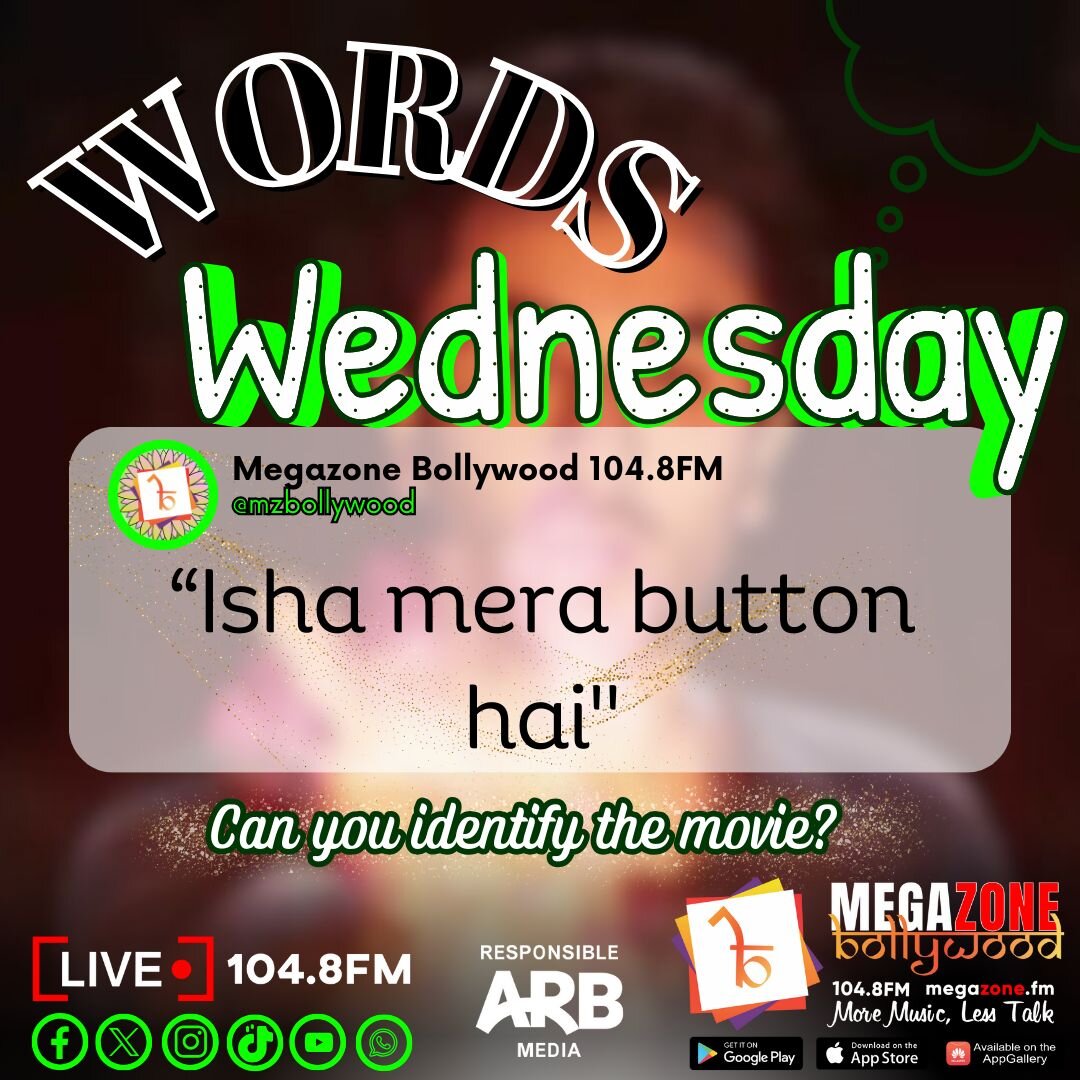 WORDS
Wednesday
Megazone Bollywood 104.8FM
@mzbollywood
“Isha mera button
hai"
Can you identify the movie?
LIVE 104.8FM
RESPONSIBLE
ARB
MEDIA
MEGAZONE
bollywood
104.8FM megazone.fm
More Music, Less Talk
GET IT ON
Google Play
Download on the
App Store
HUAWEI
Available on the
AppGallery